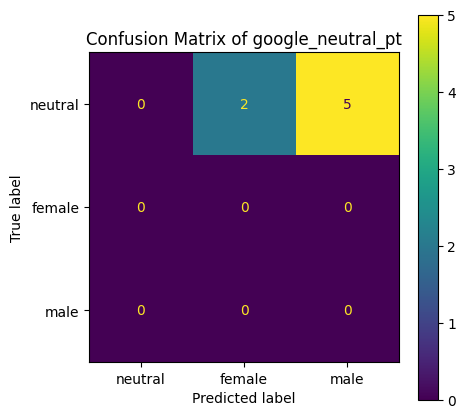 Confusion Matrix of google_neutral_pt
True label
neutral 0 2 5
female 0 0 0
male 0 0 0
neutral female male
Predicted label
5
4
3
2
1
0